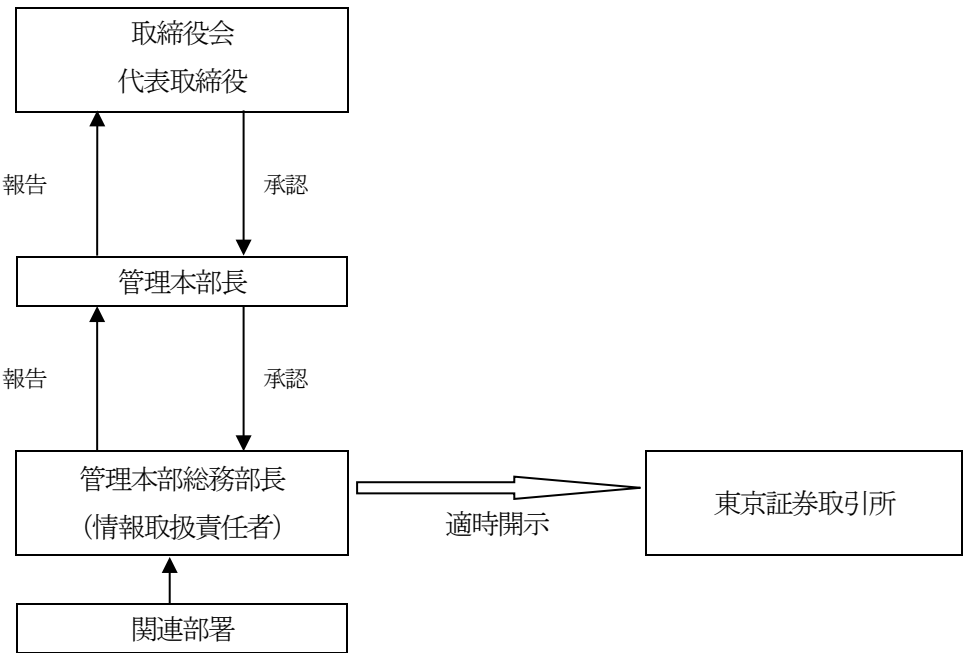 取締役会
代表取締役
報告
承認
管理本部長
報告
承認
管理本部総務部長
(情報取扱責任者)
適時開示
東京証券取引所
関連部署